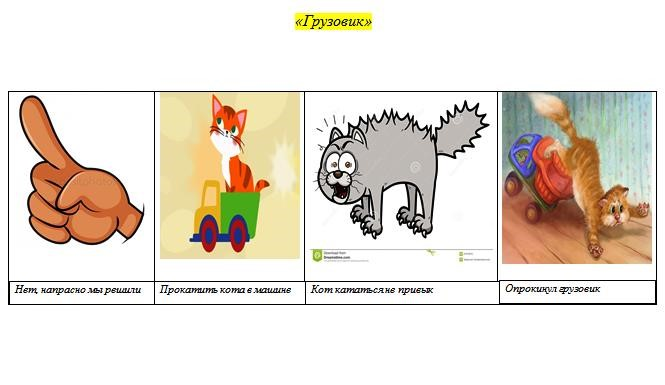 «Грузовик»
Нет, напрасно мы решили
Прокатить кота в машине
Кот кататься не привык
Опрокинул грузовик